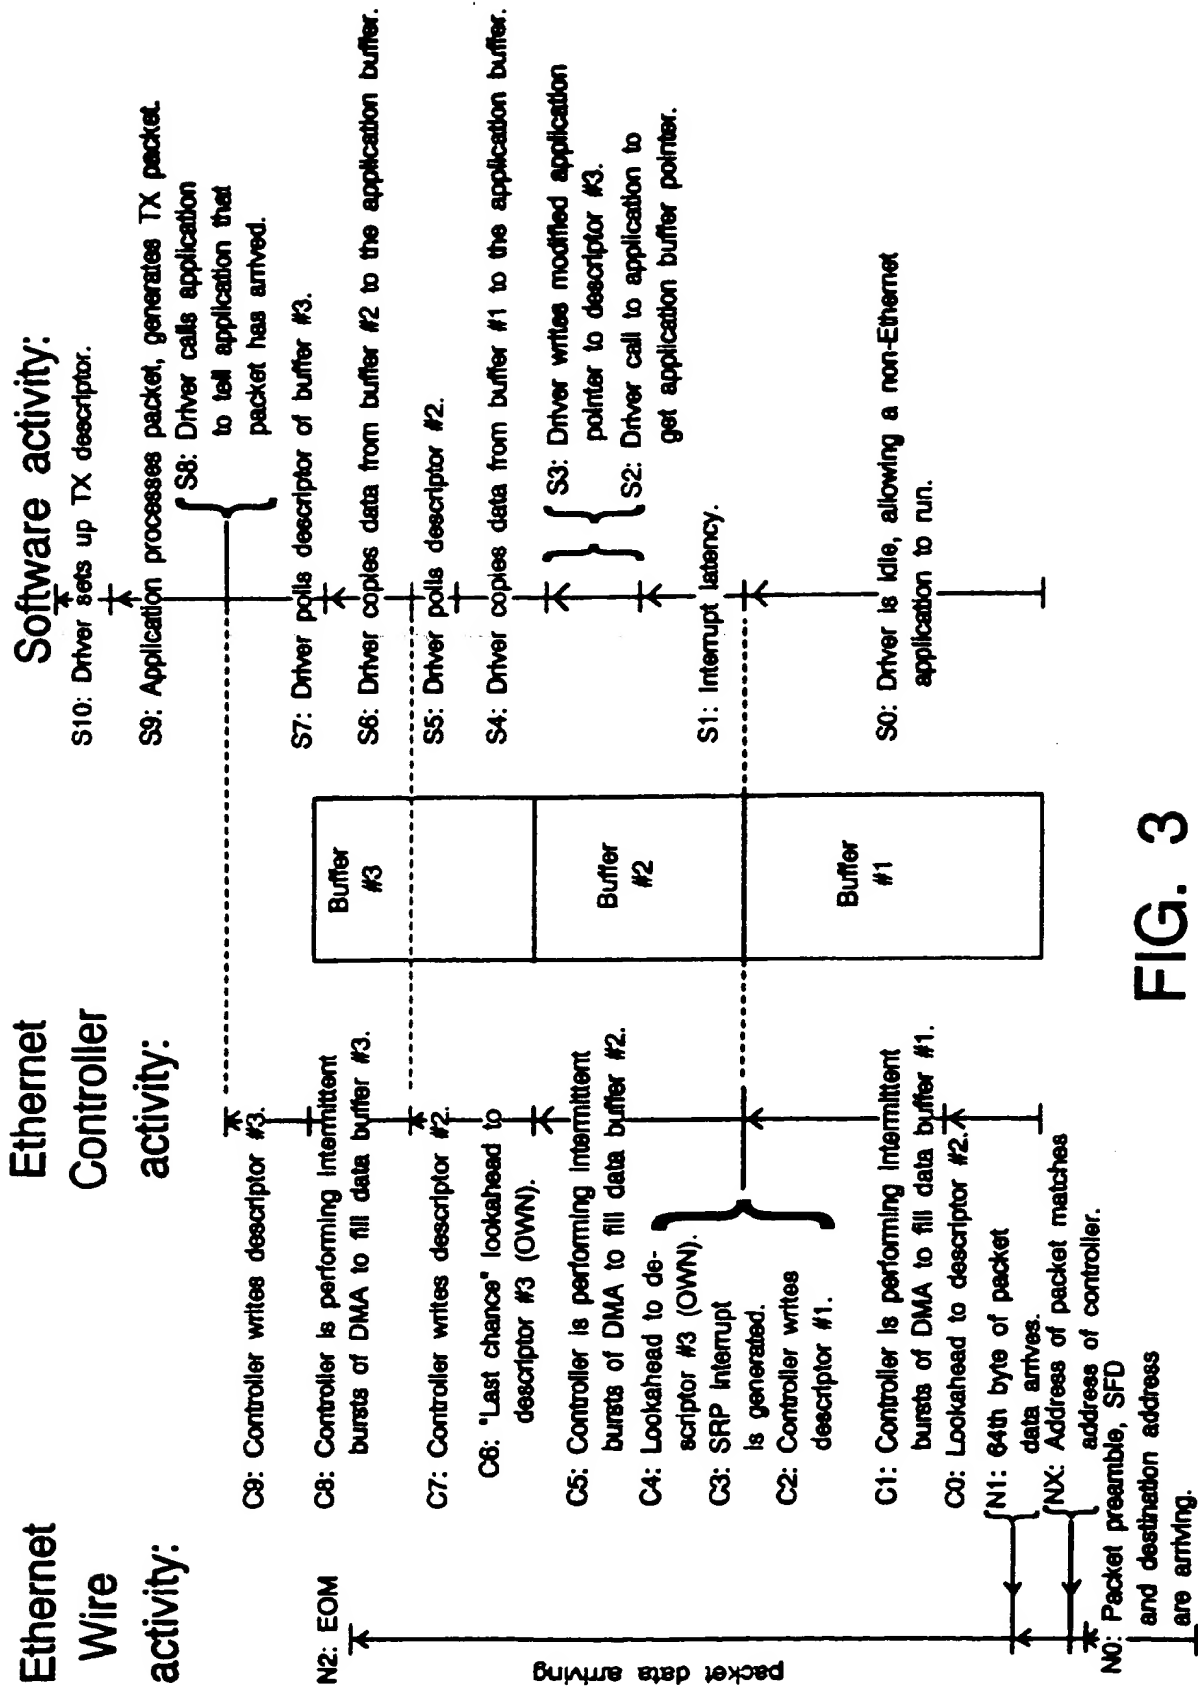 Ethernet
Wire
activity:
N2: EOM
packet data arriving
N1: 64th byte of packet
data arrives.
NX: Address of packet matches
address of controller.
N0: Packet preamble, SFD
and destination address
are arriving.
Ethernet
Controller
activity:
C9: Controller writes descriptor #3.
C8: Controller is performing intermittent
bursts of DMA to fill data buffer #3.
C7: Controller writes descriptor #2.
C6: "Last chance" lookahead to
descriptor #3 (OWN).
C5: Controller is performing intermittent
bursts of DMA to fill data buffer #2.
C4: Lookahead to de-
scriptor #3 (OWN).
C3: SRP interrupt
is generated.
C2: Controller writes
descriptor #1.
C1: Controller is performing intermittent
bursts of DMA to fill data buffer #1.
C0: Lookahead to descriptor #2.
Buffer
#3
Buffer
#2
Buffer
#1
Software activity:
S10: Driver sets up TX descriptor.
S9: Application processes packet, generates TX packet.
S8: Driver calls application
to tell application that
packet has arrived.
S7: Driver polls descriptor of buffer #3.
S6: Driver copies data from buffer #2 to the application buffer.
S5: Driver polls descriptor #2.
S4: Driver copies data from buffer #1 to the application buffer.
S3: Driver writes modified application
pointer to descriptor #3.
S2: Driver call to application to
get application buffer pointer.
S1: Interrupt latency.
S0: Driver is idle, allowing a non-Ethernet
application to run.
FIG. 3